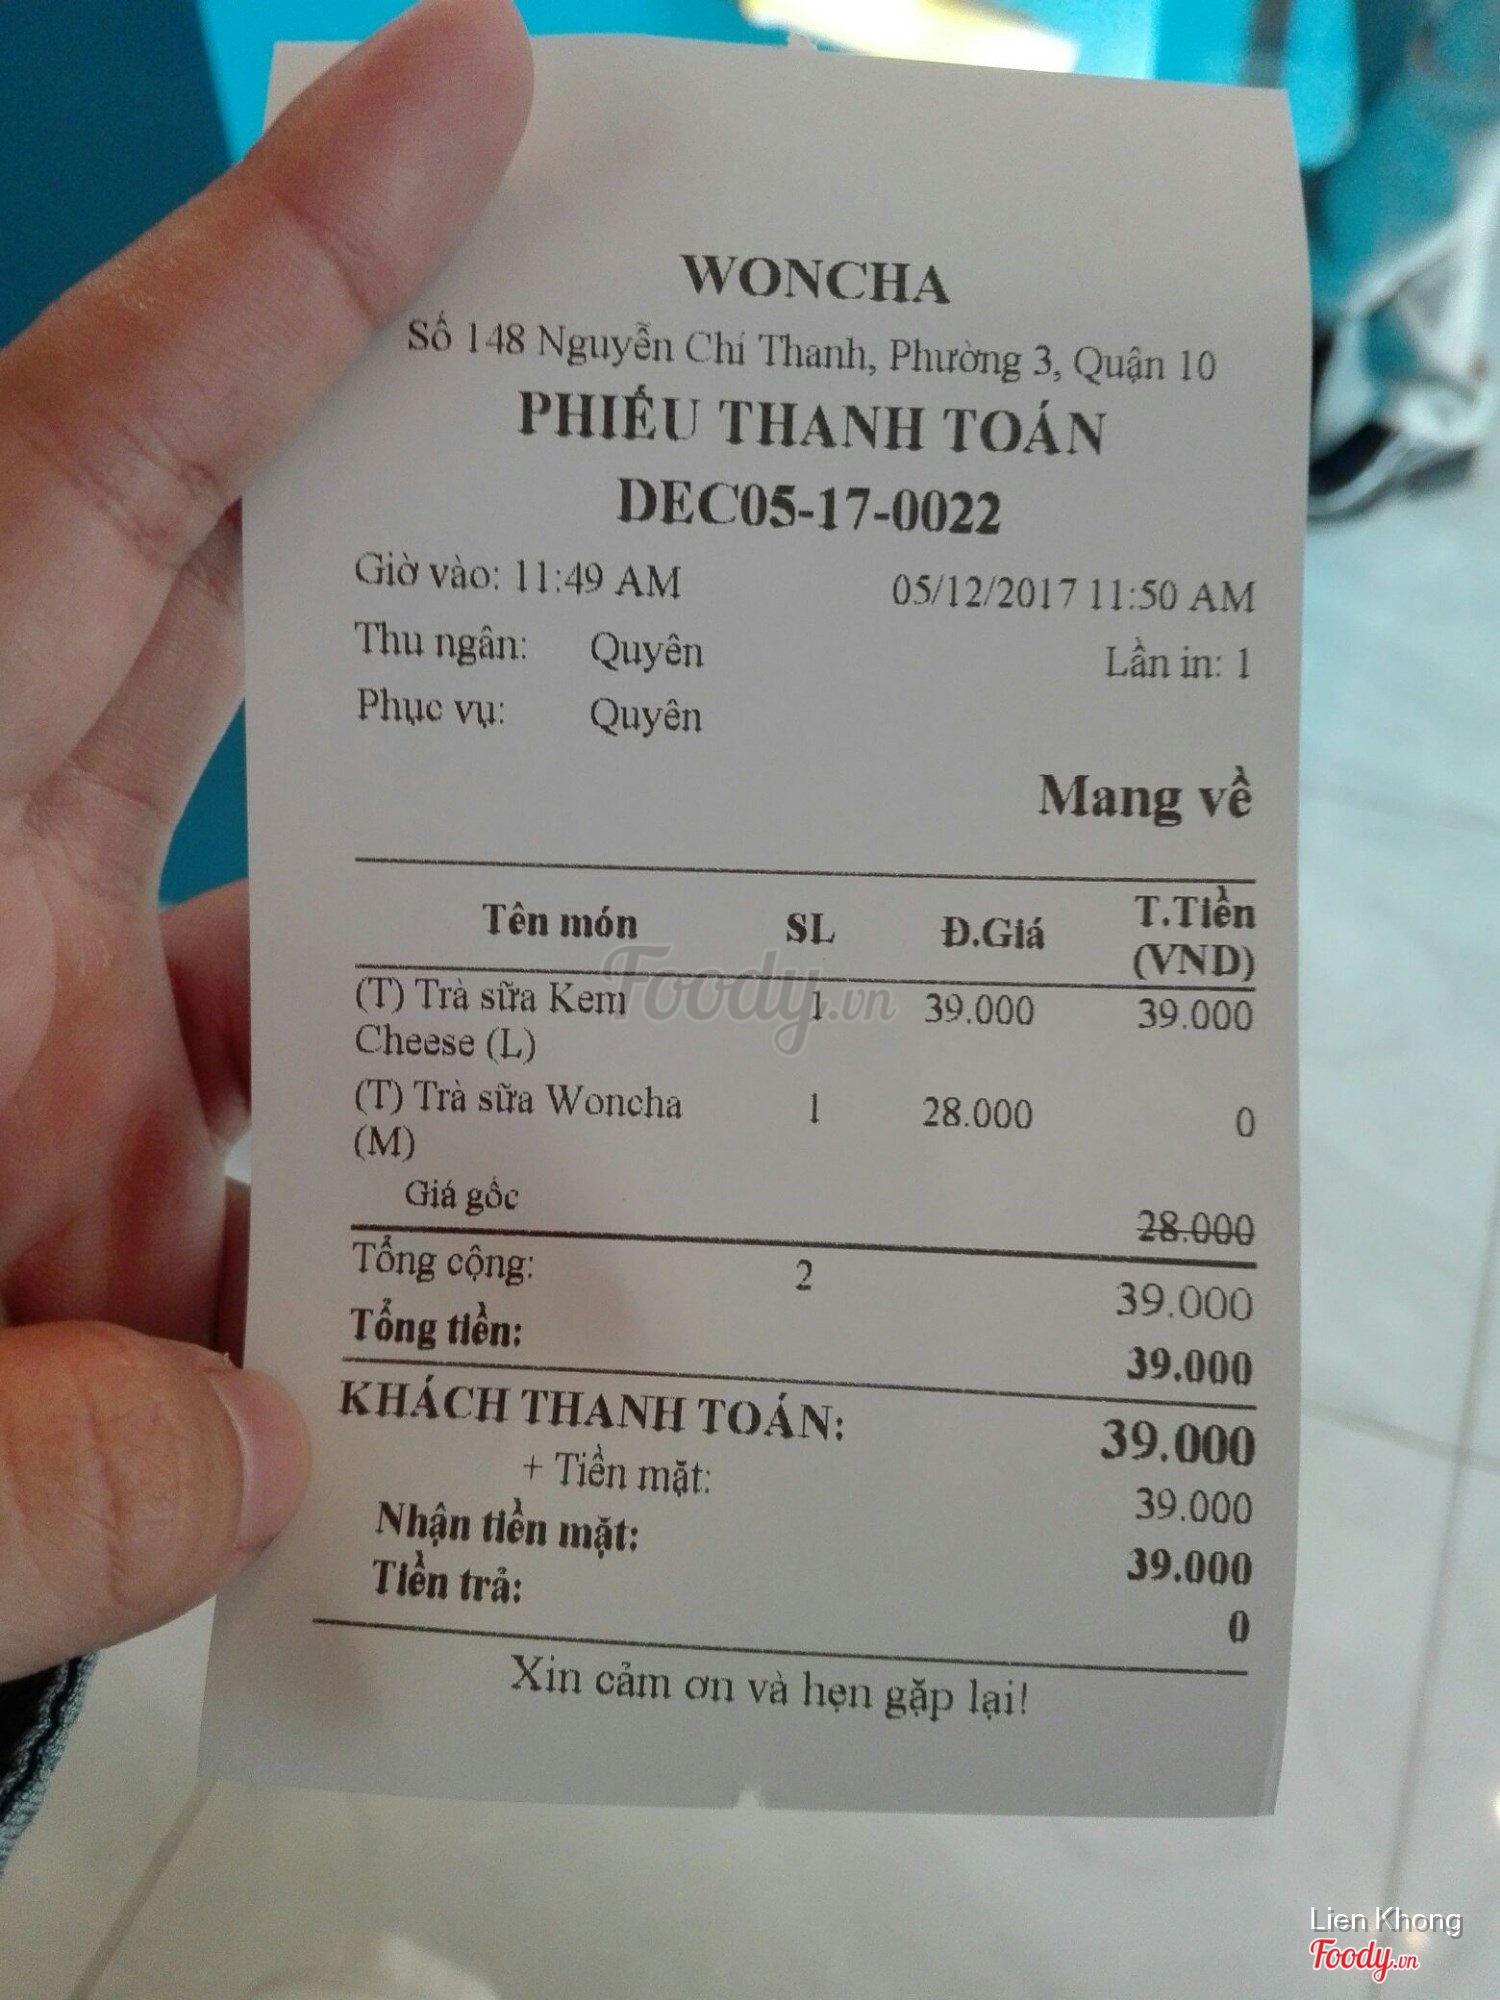 WONCHA
Số 148 Nguyễn Chí Thanh, Phường 3, Quận 10
PHIẾU THANH TOÁN
DEC05-17-0022
Giờ vào: 11:49 AM 05/12/2017 11:50 AM
Thu ngân: Quyên Lần in: 1
Phục vụ: Quyên
Mang về
Tên món SL Đ.Giá T.Tiền (VND)
(T) Trà sữa Kem 1 39.000 39.000
Cheese (L)
(T) Trà sữa Woncha 1 28.000 0
(M)
Giá gốc 28.000
Tổng cộng: 2 39.000
Tổng tiền: 39.000
KHÁCH THANH TOÁN: 39.000
+ Tiền mặt: 39.000
Nhận tiền mặt: 39.000
Tiền trả: 0
Xin cảm ơn và hẹn gặp lại!
Foody.vn
Lien Khong
Foody.vn